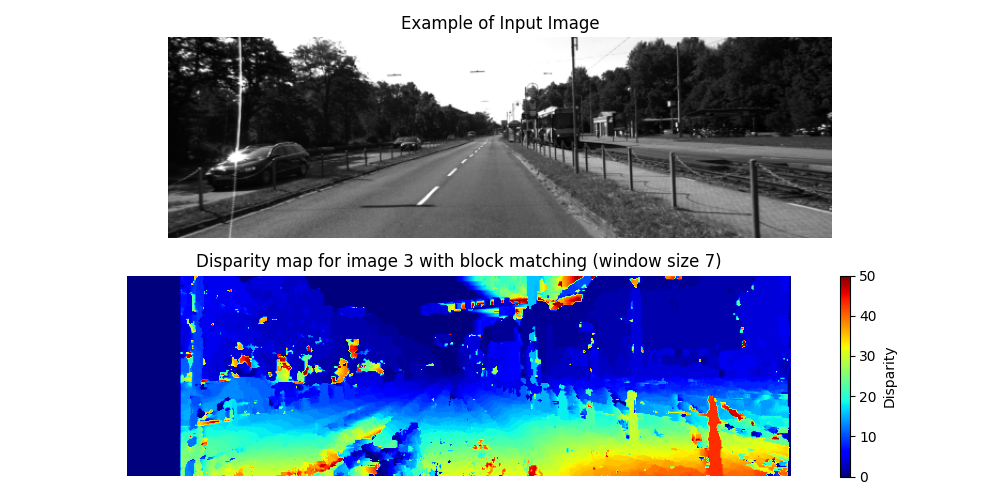 Example of Input Image
Disparity map for image 3 with block matching (window size 7)
50
40
30
20
10
0
Disparity